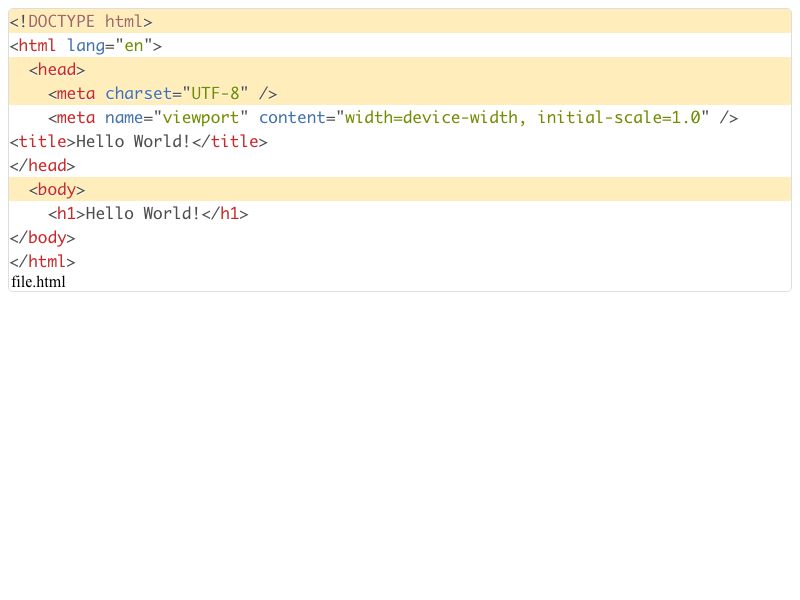 <!DOCTYPE html>
<html lang="en">
  <head>
    <meta charset="UTF-8" />
    <meta name="viewport" content="width=device-width, initial-scale=1.0" />
<title>Hello World!</title>
</head>
  <body>
    <h1>Hello World!</h1>
</body>
</html>
file.html